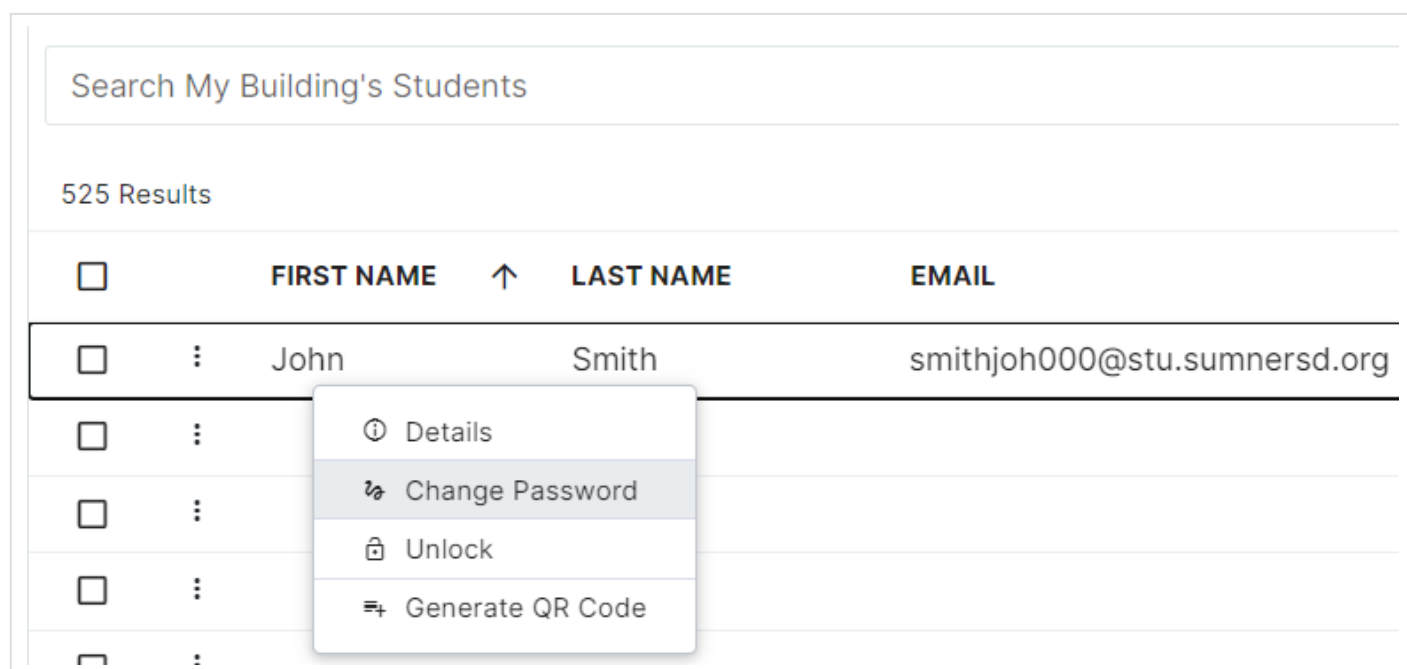 Search My Building's Students
525 Results
FIRST NAME LAST NAME EMAIL
John Smith smithjoh000@stu.sumnersd.org
Details
Change Password
Unlock
Generate QR Code